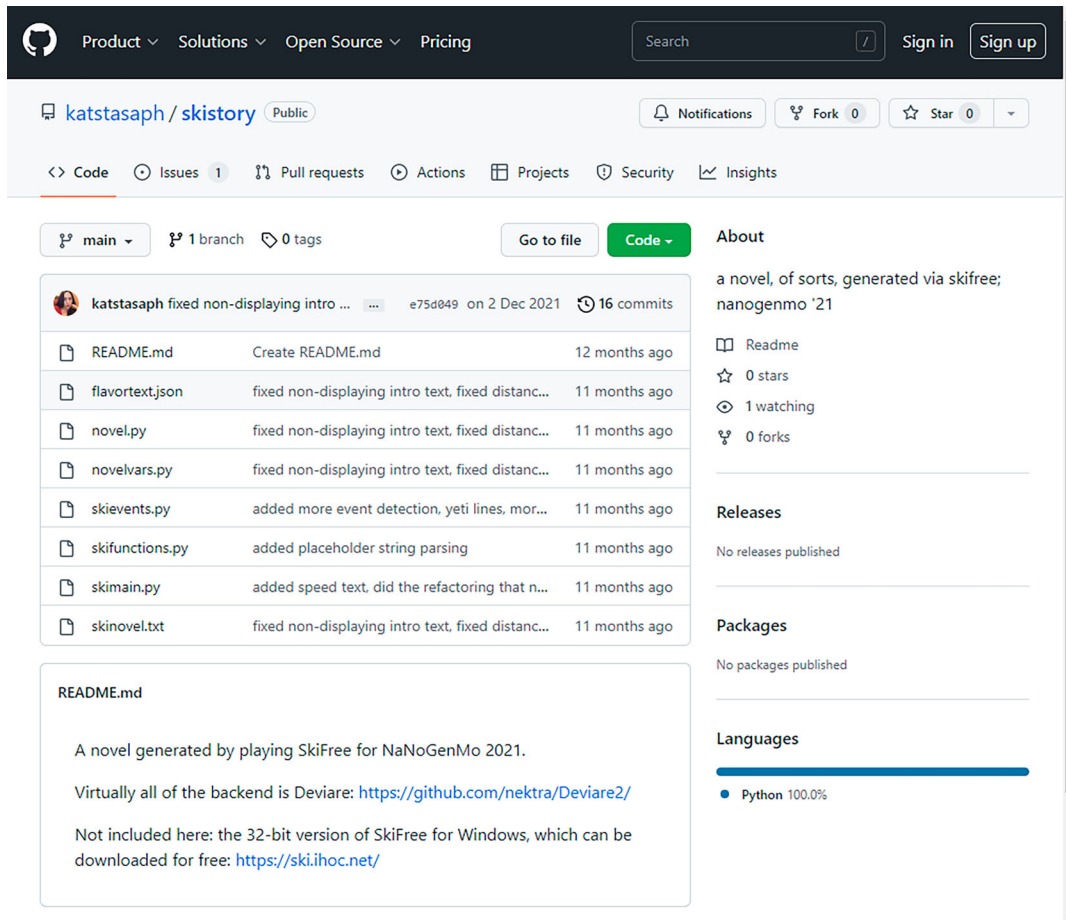 Product Solutions Open Source Pricing Search / Sign in Sign up
katstasaph / skistory Public Notifications Fork 0 Star 0
Code Issues 1 Pull requests Actions Projects Security Insights
main 1 branch 0 tags Go to file Code
katstasaph fixed non-displaying intro ... ... e75d049 on 2 Dec 2021 16 commits
README.md Create README.md 12 months ago
flavortext.json fixed non-displaying intro text, fixed distanc... 11 months ago
novel.py fixed non-displaying intro text, fixed distanc... 11 months ago
novelvars.py fixed non-displaying intro text, fixed distanc... 11 months ago
skievents.py added more event detection, yeti lines, mor... 11 months ago
skifunctions.py added placeholder string parsing 11 months ago
skimain.py added speed text, did the refactoring that n... 11 months ago
skinovel.txt fixed non-displaying intro text, fixed distanc... 11 months ago
README.md
A novel generated by playing SkiFree for NaNoGenMo 2021.
Virtually all of the backend is Deviare: https://github.com/nektra/Deviare2/
Not included here: the 32-bit version of SkiFree for Windows, which can be
downloaded for free: https://ski.ihoc.net/
About
a novel, of sorts, generated via skifree;
nanogenmo '21
Readme
0 stars
1 watching
0 forks
Releases
No releases published
Packages
No packages published
Languages
Python 100.0%